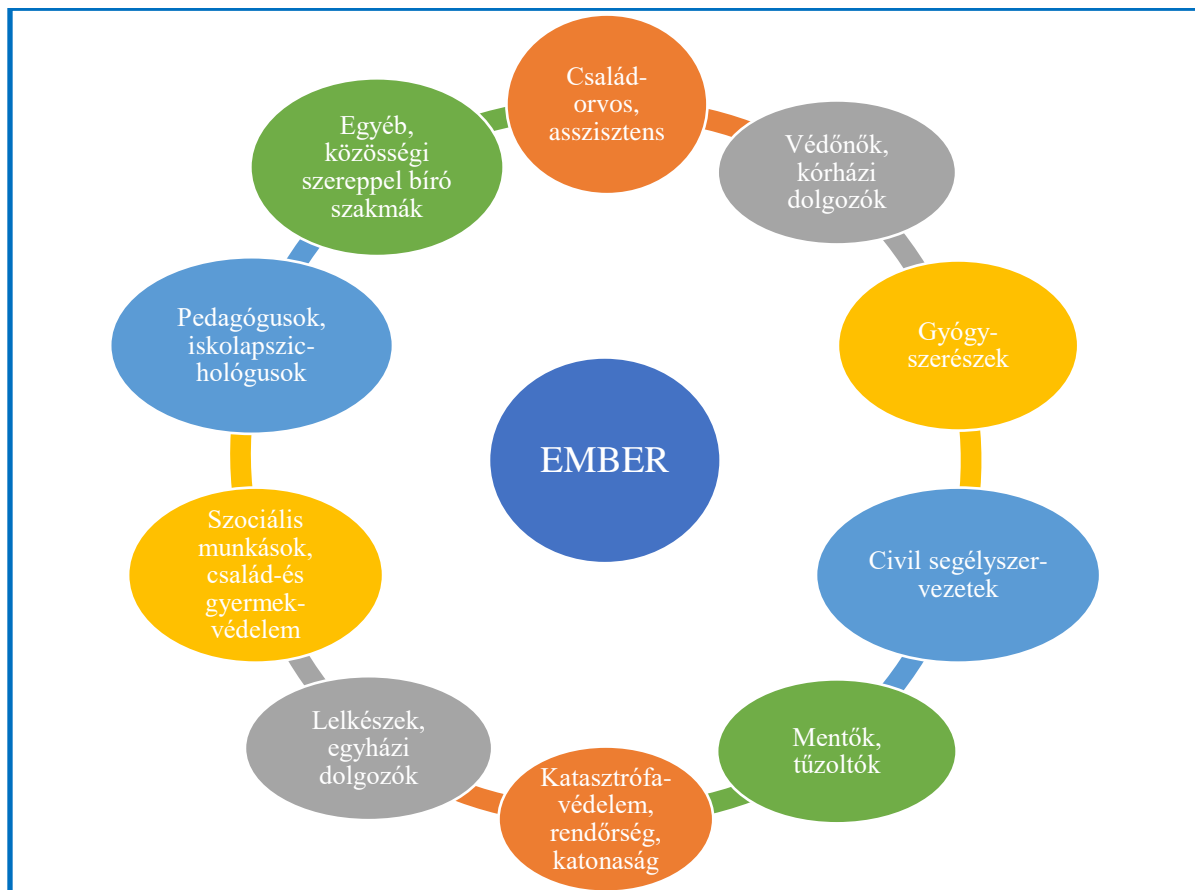 Család-
orvos,
asszisztens
Védőnők,
kórházi
dolgozók
Gyógy-
szerészek
Civil segélyszer-
vezetek
Mentők,
tűzoltók
Katasztrófa-
védelem,
rendőrség,
katonaság
Lelkészek,
egyházi
dolgozók
Szociális
munkások,
család-és
gyermek-
védelem
Pedagógusok,
iskolapszic-
hológusok
Egyéb,
közösségi
szereppel bíró
szakmák
EMBER